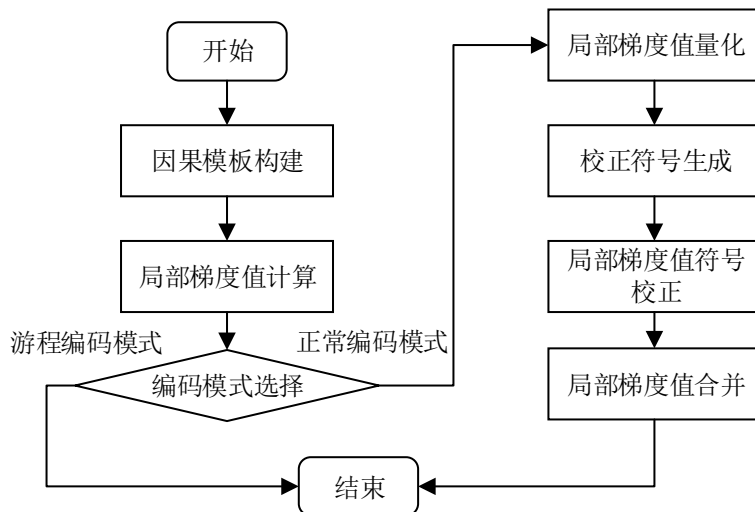 开始
因果模板构建
局部梯度值计算
游程编码模式
正常编码模式
编码模式选择
局部梯度值量化
校正符号生成
局部梯度值符号
校正
局部梯度值合并
结束